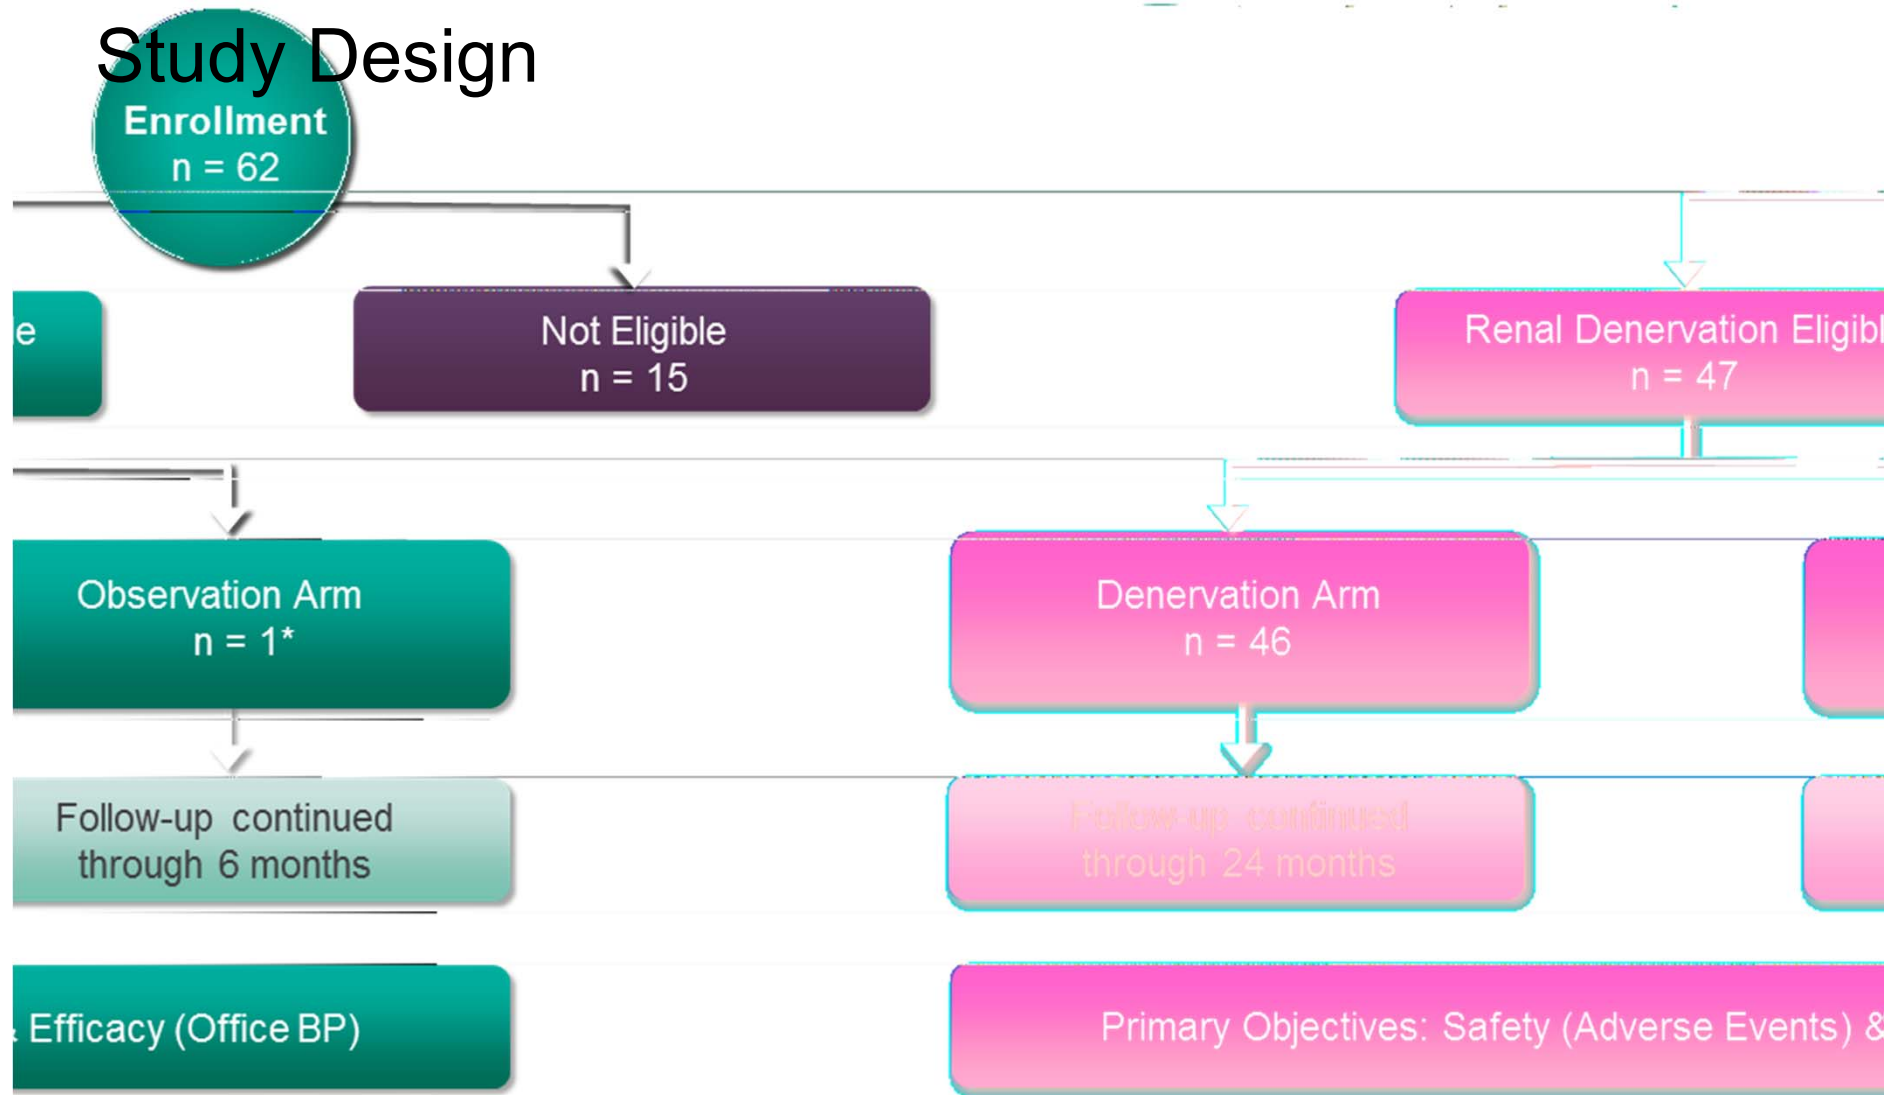 Study Design
Enrollment
n = 62
e
Not Eligible
n = 15
Renal Denervation Eligibl
n = 47
Observation Arm
n = 1*
Denervation Arm
n = 46
Follow-up continued
through 6 months
Follow-up continued
through 24 months
& Efficacy (Office BP)
Primary Objectives: Safety (Adverse Events) &